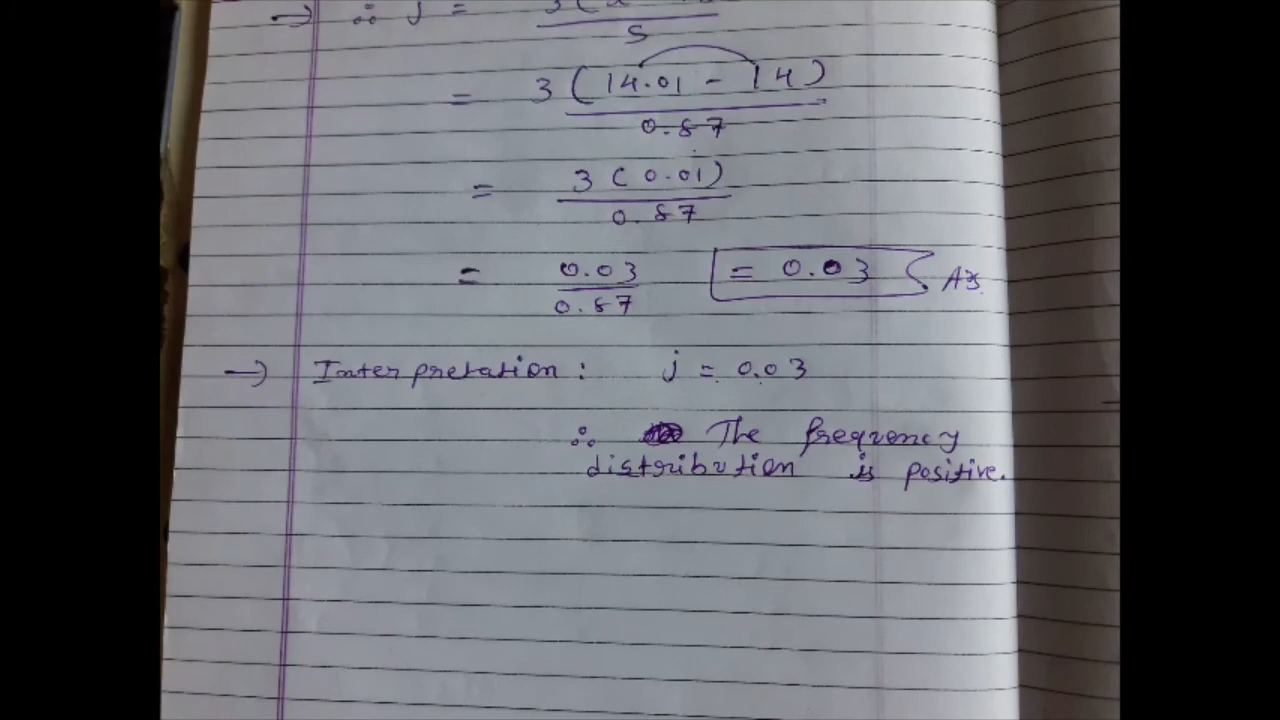 → ∴ j = 3(
S
= 3 (14.01 - 14)
0.87
= 3 (0.01)
0.87
= 0.03 = 0.03 Ans.
0.87
→ Interpretation : j = 0.03
∴ The frequency
distribution is positive.